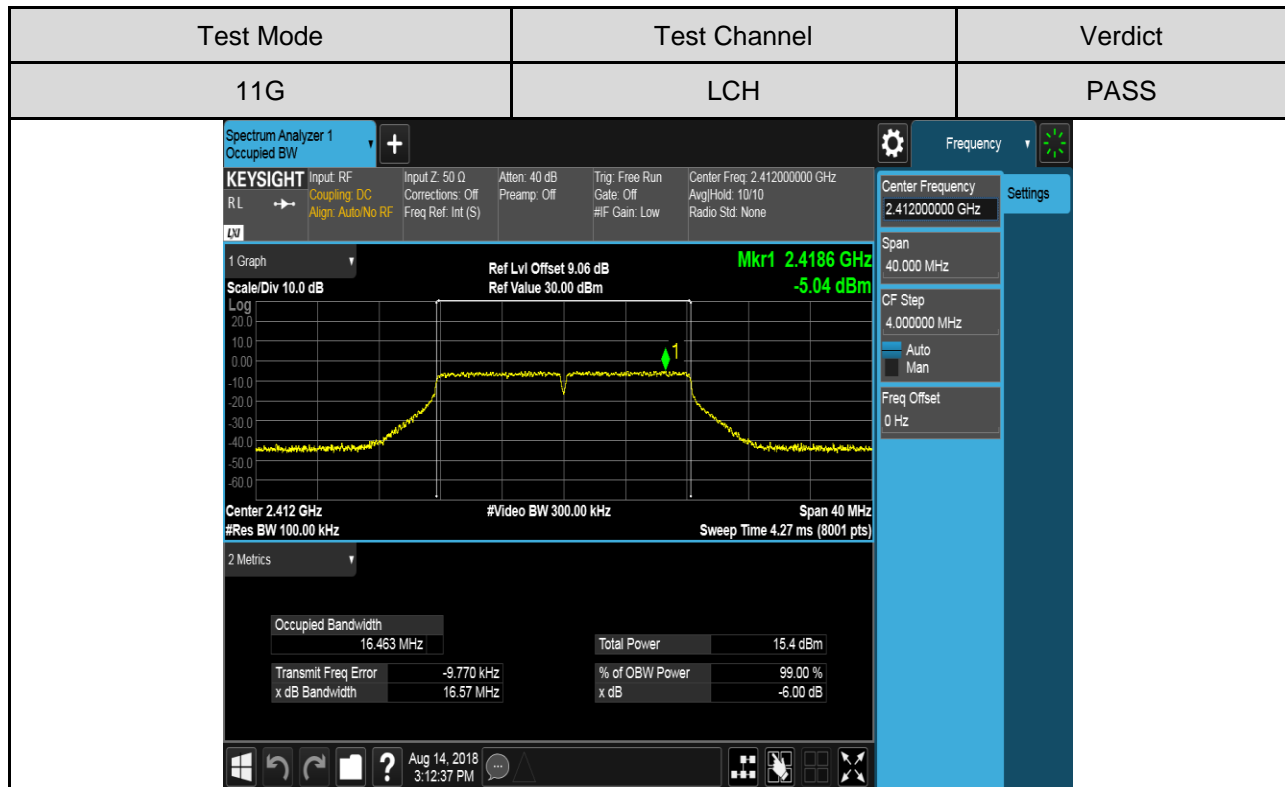 Test Mode Test Channel Verdict
11G LCH PASS
Spectrum Analyzer 1
Occupied BW
+
Frequency
KEYSIGHT Input: RF Input Z: 50 Ω Atten: 40 dB Trig: Free Run Center Freq: 2.412000000 GHz
RL Coupling: DC Corrections: Off Preamp: Off Gate: Off Avg|Hold: 10/10
Align: Auto/No RF Freq Ref: Int (S) #IF Gain: Low Radio Std: None
LXI
Center Frequency
2.412000000 GHz
Settings
Span
40.000 MHz
CF Step
4.000000 MHz
Auto
Man
Freq Offset
0 Hz
1 Graph Ref Lvl Offset 9.06 dB Mkr1 2.4186 GHz
Scale/Div 10.0 dB Ref Value 30.00 dBm -5.04 dBm
Log
20.0
10.0
0.00
-10.0
-20.0
-30.0
-40.0
-50.0
-60.0
1
Center 2.412 GHz #Video BW 300.00 kHz Span 40 MHz
#Res BW 100.00 kHz Sweep Time 4.27 ms (8001 pts)
2 Metrics
Occupied Bandwidth
16.463 MHz Total Power 15.4 dBm
Transmit Freq Error -9.770 kHz % of OBW Power 99.00 %
x dB Bandwidth 16.57 MHz x dB -6.00 dB
? Aug 14, 2018
3:12:37 PM